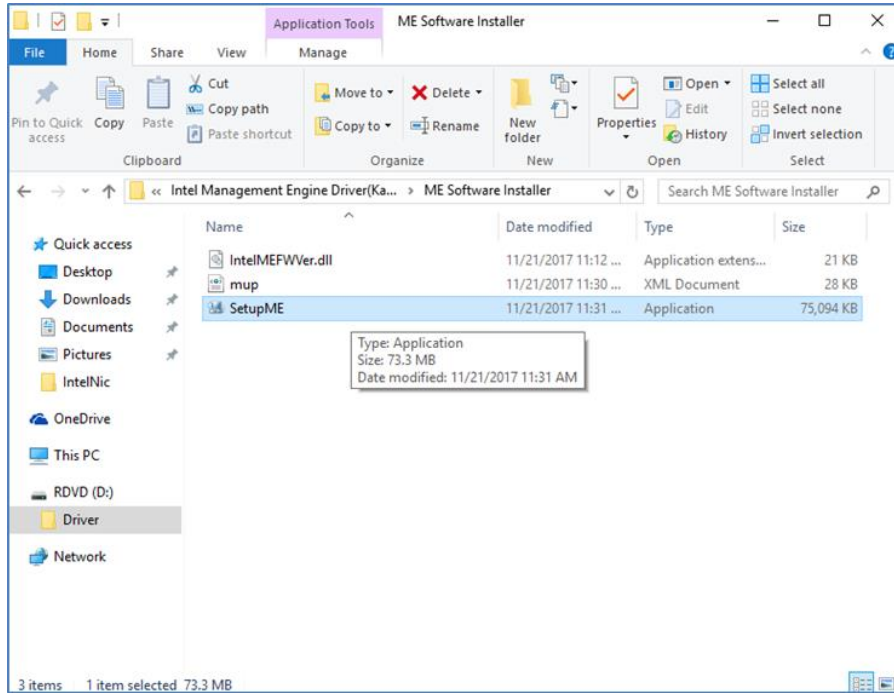 Application Tools ME Software Installer
File Home Share View Manage
Pin to Quick access
Copy
Paste
Cut
Copy path
Paste shortcut
Move to
Copy to
Delete
Rename
New folder
Properties
Open
Edit
History
Select all
Select none
Invert selection
Clipboard Organize New Open Select
« Intel Management Engine Driver(Ka... > ME Software Installer
Search ME Software Installer
Name Date modified Type Size
IntelMEFWVer.dll 11/21/2017 11:12 ... Application extens... 21 KB
mup 11/21/2017 11:30 ... XML Document 28 KB
SetupME 11/21/2017 11:31 ... Application 75,094 KB
Type: Application
Size: 73.3 MB
Date modified: 11/21/2017 11:31 AM
Quick access
Desktop
Downloads
Documents
Pictures
IntelNic
OneDrive
This PC
RDVD (D:)
Driver
Network
3 items 1 item selected 73.3 MB